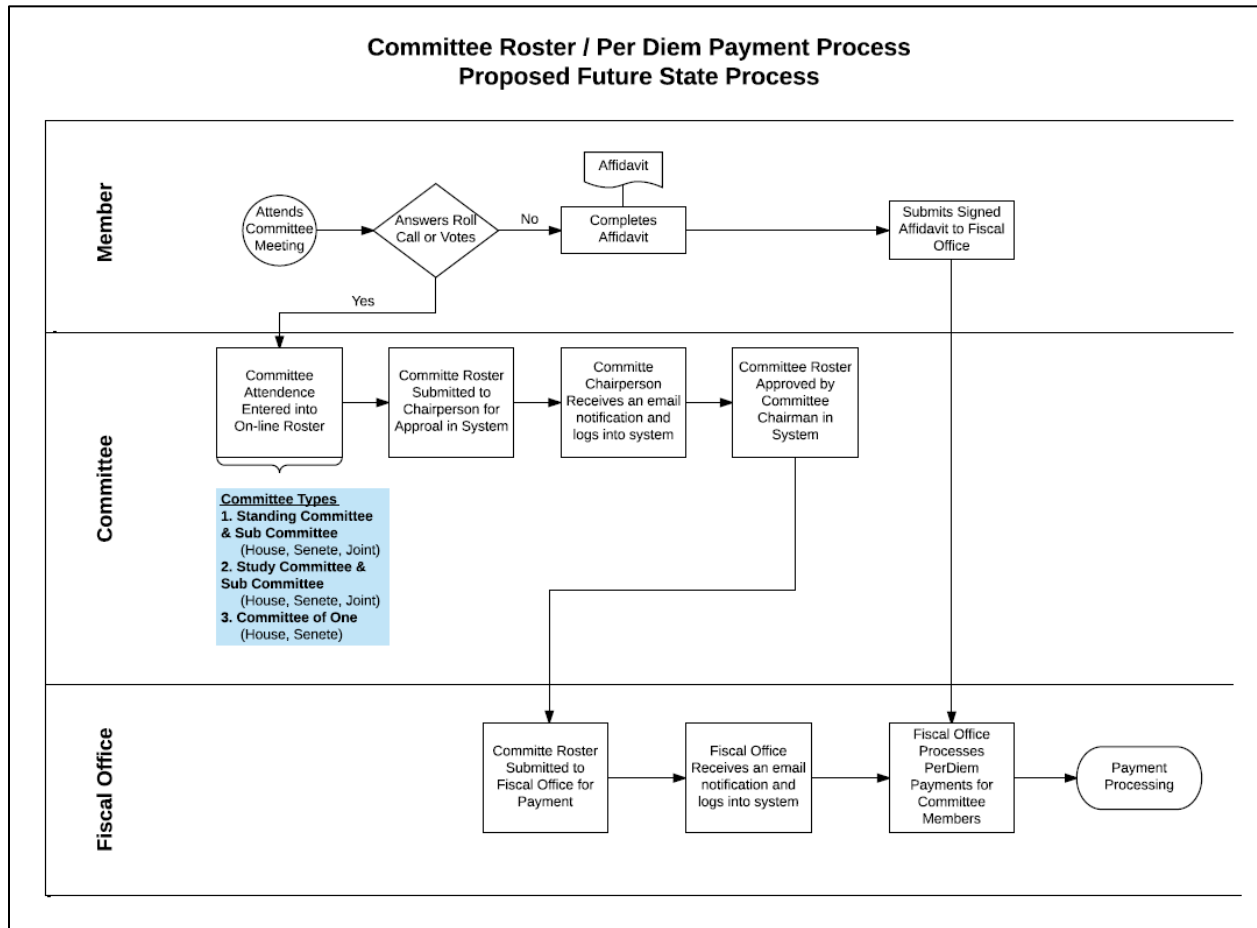 Committee Roster / Per Diem Payment Process
Proposed Future State Process
Member
Attends
Committee
Meeting
Answers Roll
Call or Votes
No
Yes
Affidavit
Completes
Affidavit
Submits Signed
Affidavit to Fiscal
Office
Committee
Committee
Attendence
Entered into
On-line Roster
Committe Roster
Submitted to
Chairperson for
Approal in System
Committe
Chairperson
Receives an email
notification and
logs into system
Committee Roster
Approved by
Committee
Chairman in
System
Committee Types
1. Standing Committee
& Sub Committee
(House, Senete, Joint)
2. Study Committee &
Sub Committee
(House, Senete, Joint)
3. Committee of One
(House, Senete)
Fiscal Office
Committe Roster
Submitted to
Fiscal Office for
Payment
Fiscal Office
Receives an email
notification and
logs into system
Fiscal Office
Processes
PerDiem
Payments for
Committee
Members
Payment
Processing